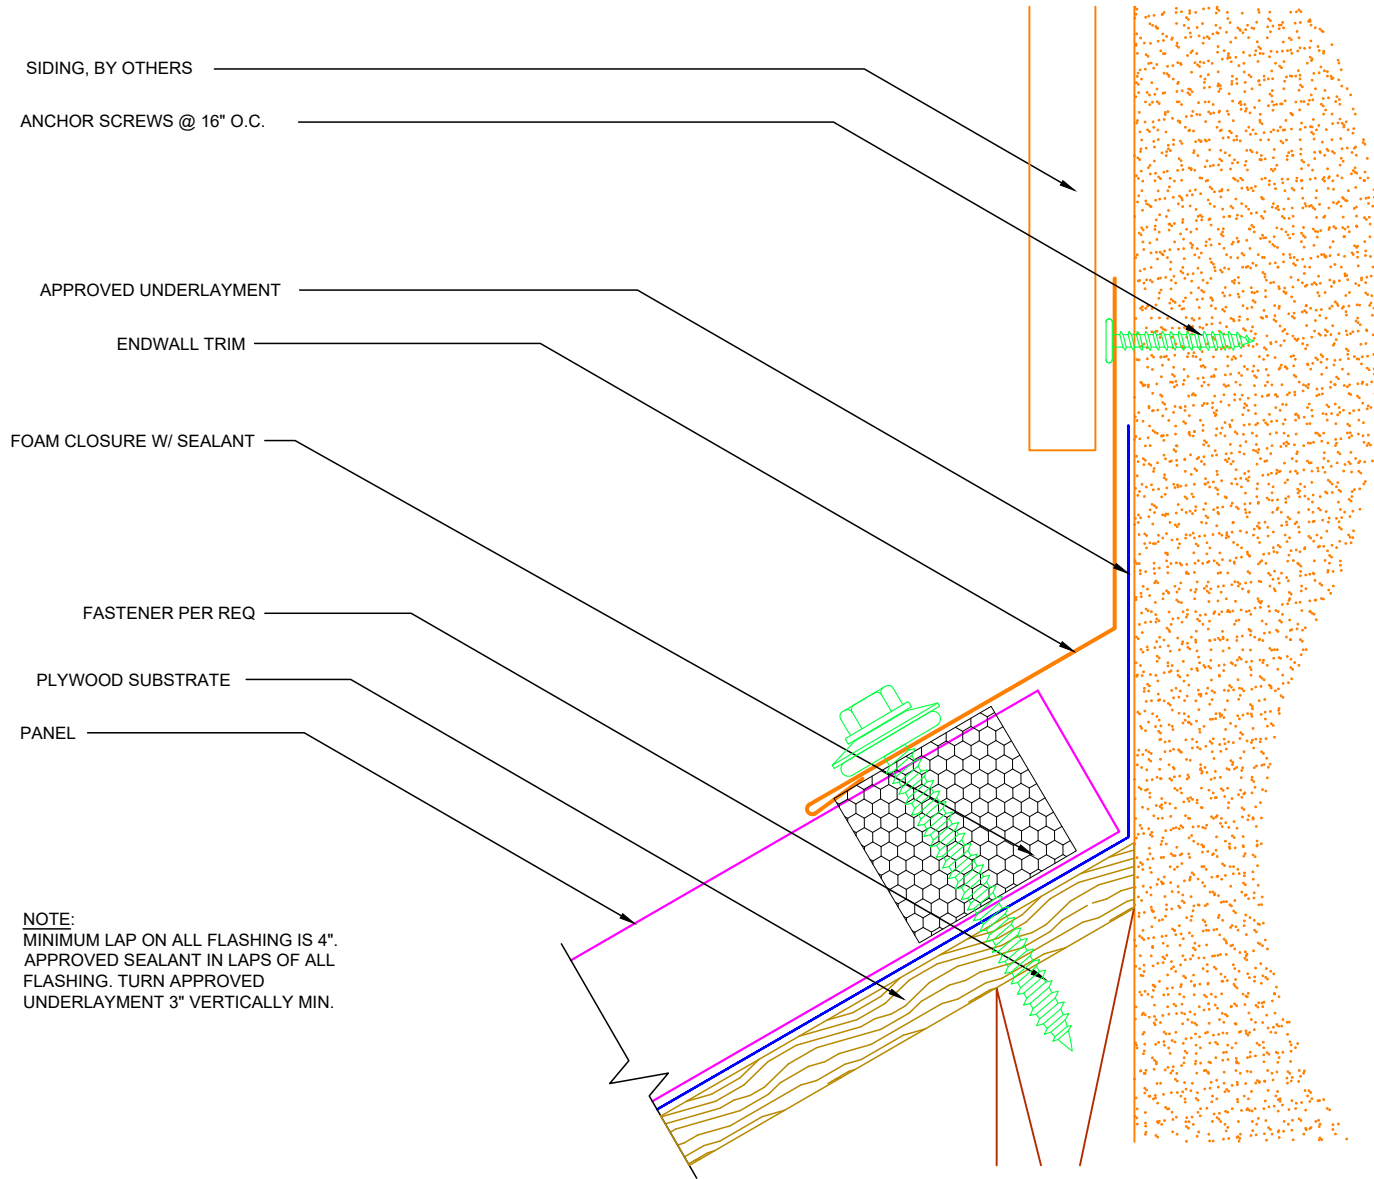 SIDING, BY OTHERS
ANCHOR SCREWS @ 16" O.C.
APPROVED UNDERLAYMENT
ENDWALL TRIM
FOAM CLOSURE W/ SEALANT
FASTENER PER REQ
PLYWOOD SUBSTRATE
PANEL
NOTE:
MINIMUM LAP ON ALL FLASHING IS 4".
APPROVED SEALANT IN LAPS OF ALL
FLASHING. TURN APPROVED
UNDERLAYMENT 3" VERTICALLY MIN.